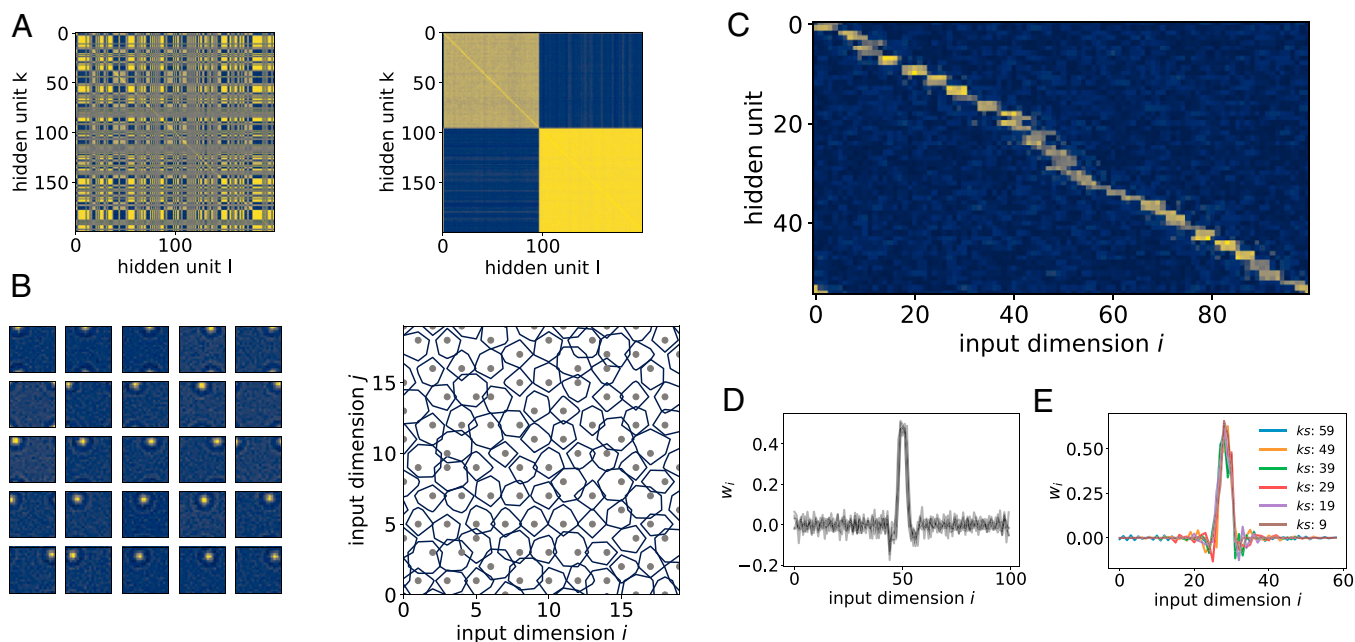 A
0
50
100
150
hidden unit k
0
100
hidden unit l
0
50
100
150
hidden unit k
0
100
hidden unit l
B
15
10
5
0
input dimension j
0
5
10
15
input dimension i
C
0
20
40
hidden unit
0
20
40
60
80
input dimension i
D
0.4
0.2
0.0
−0.2
wi
0
50
100
input dimension i
E
0.50
0.25
0.00
wi
ks: 59
ks: 49
ks: 39
ks: 29
ks: 19
ks: 9
0
20
40
60
input dimension i